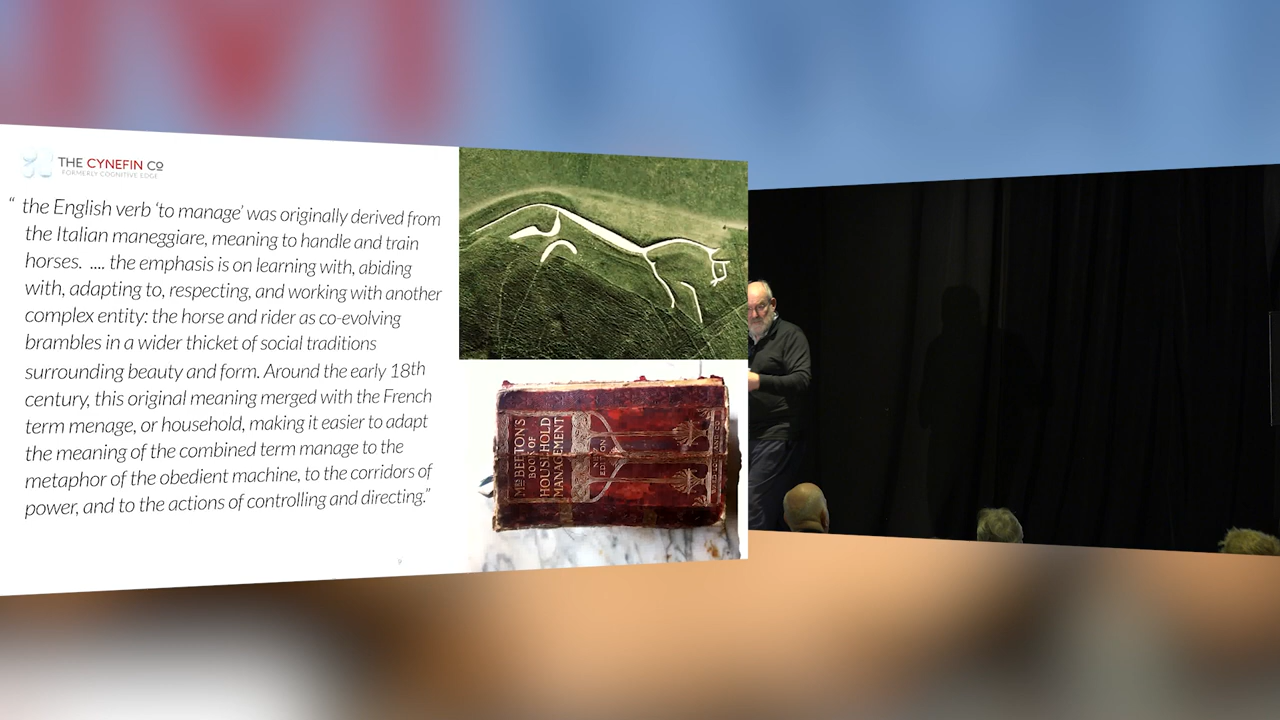 THE CYNEFIN CO
FORMERLY COGNITIVE EDGE
“ the English verb ‘to manage’ was originally derived from
the Italian maneggiare, meaning to handle and train
horses. .... the emphasis is on learning with, abiding
with, adapting to, respecting, and working with another
complex entity: the horse and rider as co-evolving
brambles in a wider thicket of social traditions
surrounding beauty and form. Around the early 18th
century, this original meaning merged with the French
term menage, or household, making it easier to adapt
the meaning of the combined term manage to the
metaphor of the obedient machine, to the corridors of
power, and to the actions of controlling and directing.”
MRS BEETON'S
BOOK OF
HOUSEHOLD
MANAGEMENT
NEW
EDITION